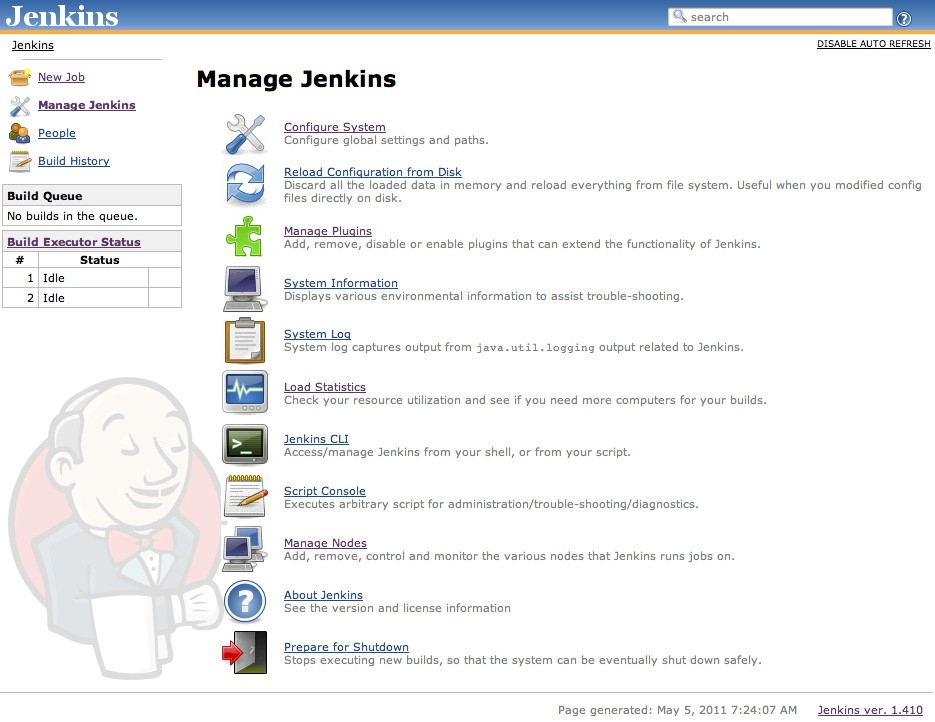 Jenkins
search
Jenkins
DISABLE AUTO REFRESH
New Job
Manage Jenkins
People
Build History
Build Queue
No builds in the queue.
Build Executor Status
# Status
1 Idle
2 Idle
Manage Jenkins
Configure System
Configure global settings and paths.
Reload Configuration from Disk
Discard all the loaded data in memory and reload everything from file system. Useful when you modified config
files directly on disk.
Manage Plugins
Add, remove, disable or enable plugins that can extend the functionality of Jenkins.
System Information
Displays various environmental information to assist trouble-shooting.
System Log
System log captures output from java.util.logging output related to Jenkins.
Load Statistics
Check your resource utilization and see if you need more computers for your builds.
Jenkins CLI
Access/manage Jenkins from your shell, or from your script.
Script Console
Executes arbitrary script for administration/trouble-shooting/diagnostics.
Manage Nodes
Add, remove, control and monitor the various nodes that Jenkins runs jobs on.
About Jenkins
See the version and license information
Prepare for Shutdown
Stops executing new builds, so that the system can be eventually shut down safely.
Page generated: May 5, 2011 7:24:07 AM Jenkins ver. 1.410